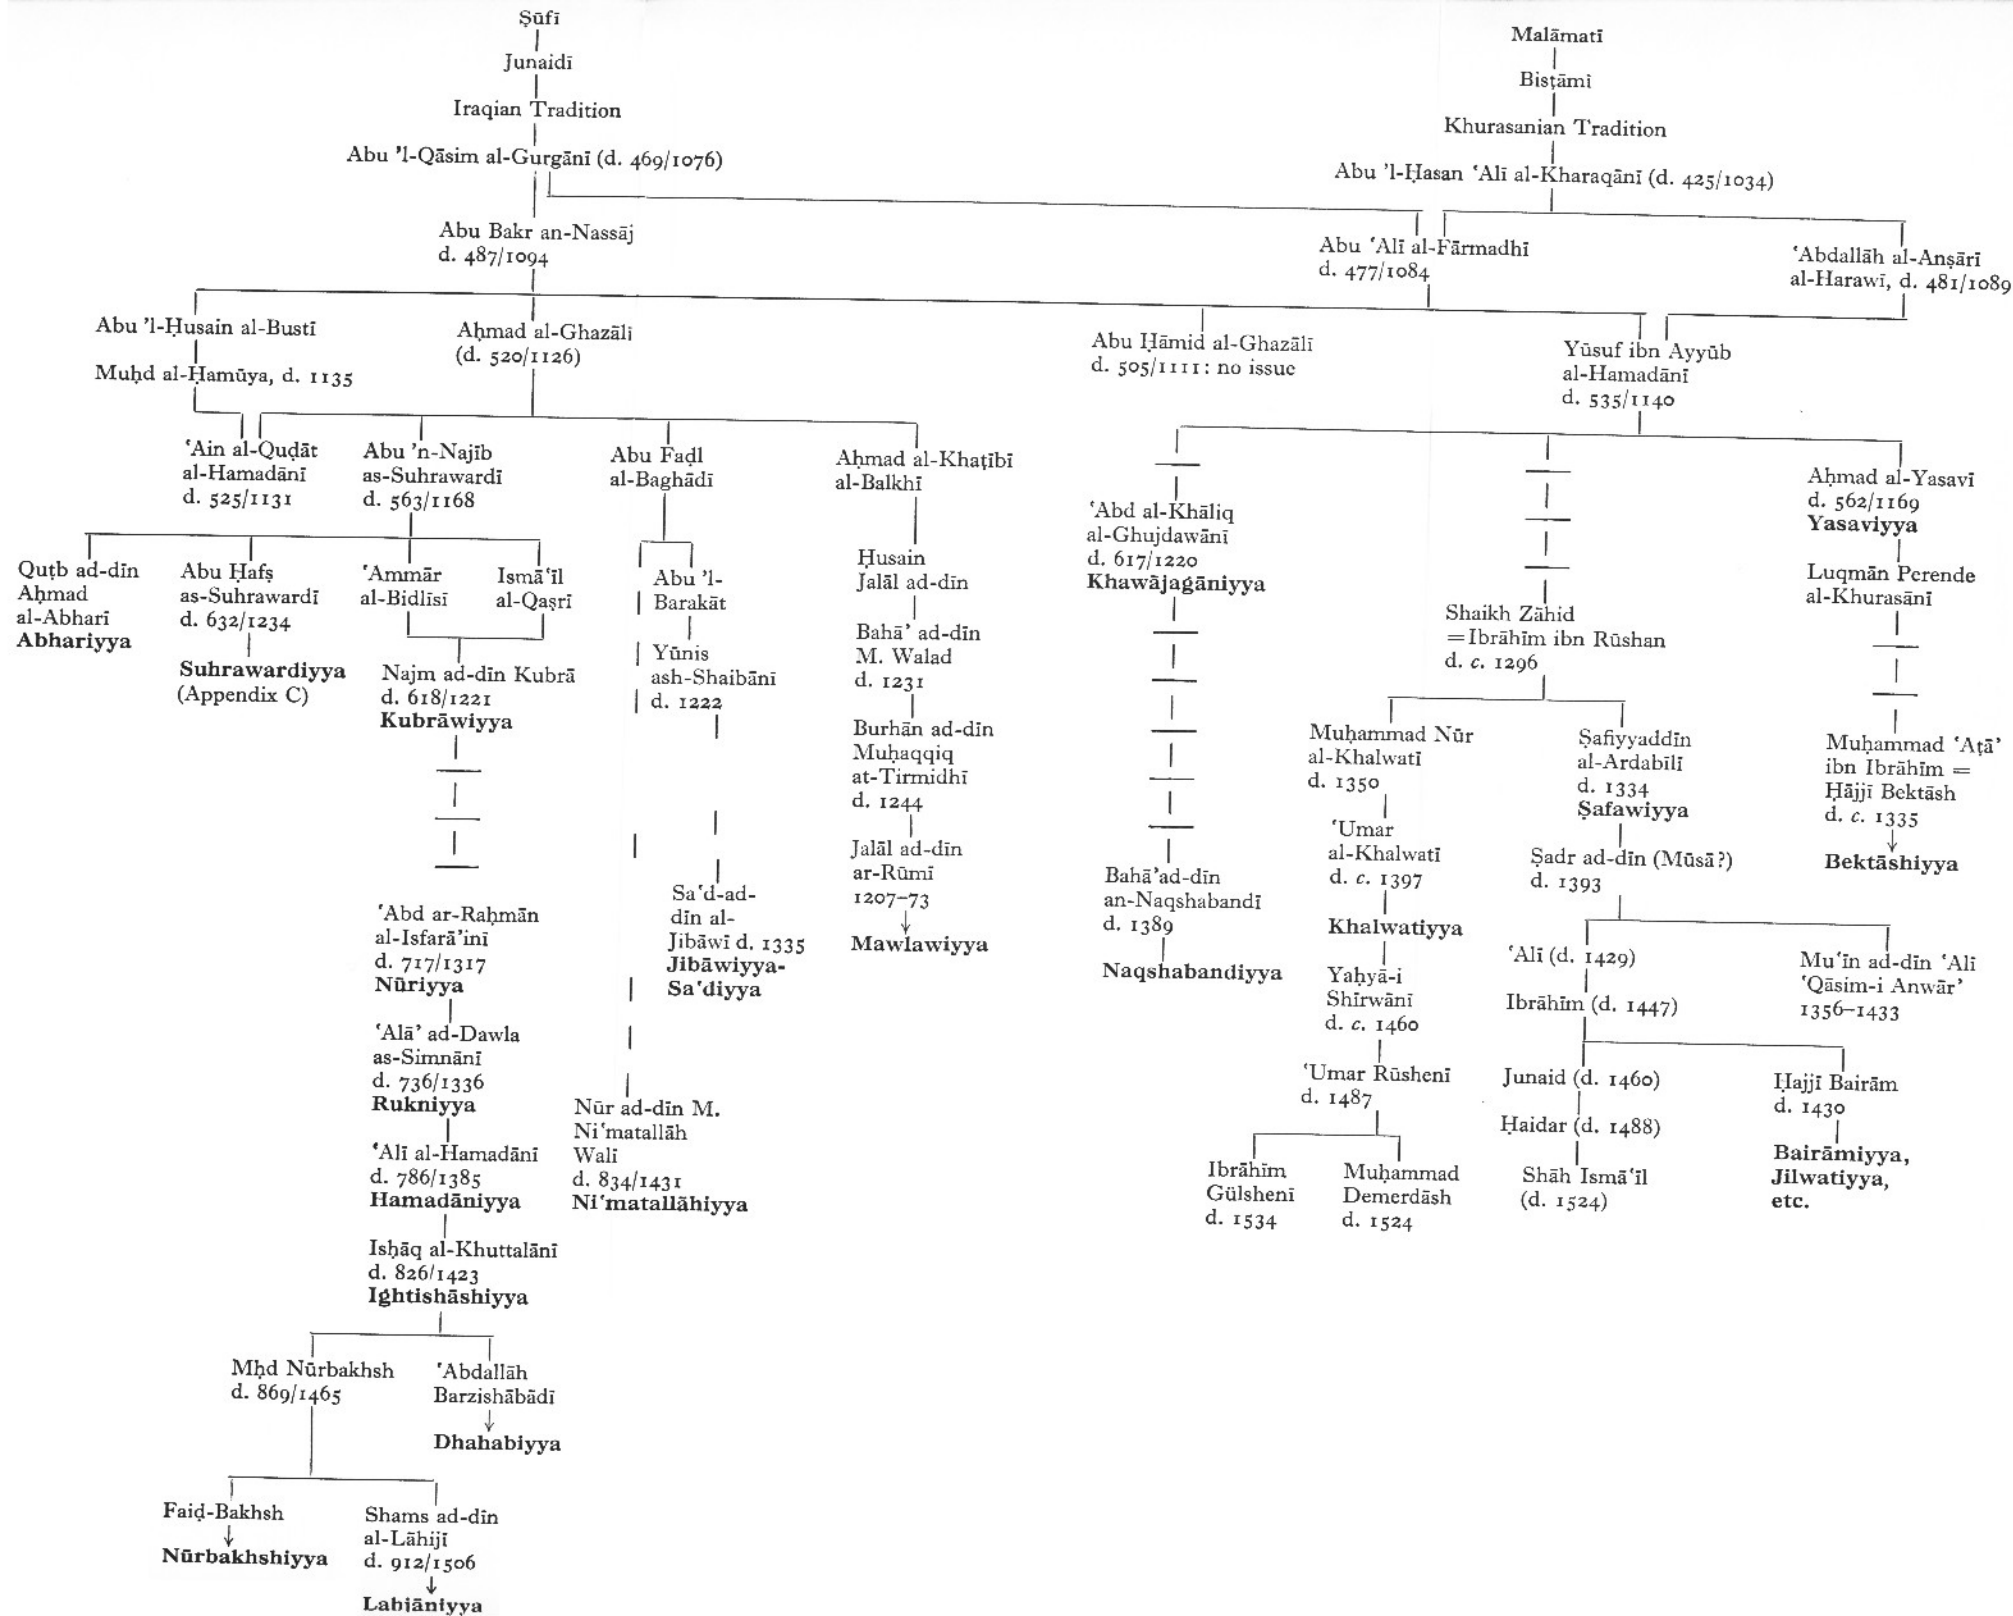 Ṣūfī
Junaidī
Iraqian Tradition
Abu ’l-Qāsim al-Gurgānī (d. 469/1076)
Malāmatī
Bisṭāmī
Khurasanian Tradition
Abu ’l-Ḥasan ‘Alī al-Kharaqānī (d. 425/1034)
Abu Bakr an-Nassāj
d. 487/1094
Abu ‘Alī al-Fārmadhī
d. 477/1084
‘Abdallāh al-Anṣārī
al-Harawī, d. 481/1089
Abu ’l-Ḥusain al-Bustī
Muḥd al-Ḥamūya, d. 1135
Aḥmad al-Ghazālī
(d. 520/1126)
Abu Ḥāmid al-Ghazālī
d. 505/1111: no issue
Yūsuf ibn Ayyūb
al-Hamadānī
d. 535/1140
‘Ain al-Quḍāt
al-Hamadānī
d. 525/1131
Abu ’n-Najīb
as-Suhrawardī
d. 563/1168
Abu Faḍl
al-Baghādī
Aḥmad al-Khaṭībī
al-Balkhī
Quṭb ad-dīn
Aḥmad
al-Abharī
Abhariyya
Abu Ḥafṣ
as-Suhrawardī
d. 632/1234
Suhrawardiyya
(Appendix C)
‘Ammār
al-Bidlīsī
Ismā‘īl
al-Qaṣrī
Najm ad-dīn Kubrā
d. 618/1221
Kubrāwiyya
‘Abd ar-Raḥmān
al-Isfarā’inī
d. 717/1317
Nūriyya
‘Alā’ ad-Dawla
as-Simnānī
d. 736/1336
Rukniyya
‘Alī al-Hamadānī
d. 786/1385
Hamadāniyya
Isḥāq al-Khuttalānī
d. 826/1423
Ightishāshiyya
Mḥd Nūrbakhsh
d. 869/1465
‘Abdallāh
Barzishābādī
Dhahabiyya
Faiḍ-Bakhsh
Nūrbakhshiyya
Shams ad-dīn
al-Lāhijī
d. 912/1506
Labiāniyya
Abu ’l-
Barakāt
Yūnis
ash-Shaibānī
d. 1222
Sa‘d-ad-
dīn al-
Jibāwī d. 1335
Jibāwiyya-
Sa‘diyya
Nūr ad-dīn M.
Ni‘matallāh
Walī
d. 834/1431
Ni‘matallāhiyya
Ḥusain
Jalāl ad-dīn
Bahā’ ad-dīn
M. Walad
d. 1231
Burhān ad-dīn
Muḥaqqiq
at-Tirmidhī
d. 1244
Jalāl ad-dīn
ar-Rūmī
1207–73
Mawlawiyya
‘Abd al-Khāliq
al-Ghujdawānī
d. 617/1220
Khawājagāniyya
Bahā’ad-dīn
an-Naqshabandī
d. 1389
Naqshabandiyya
Shaikh Zāhid
=Ibrāhīm ibn Rūshan
d. c. 1296
Muḥammad Nūr
al-Khalwatī
d. 1350
‘Umar
al-Khalwatī
d. c. 1397
Khalwatiyya
Yaḥyā-i
Shīrwānī
d. c. 1460
‘Umar Rūshenī
d. 1487
Ibrāhīm
Gülshenī
d. 1534
Muḥammad
Demerdāsh
d. 1524
Ṣafiyyaddīn
al-Ardabīlī
d. 1334
Ṣafawiyya
Ṣadr ad-dīn (Mūsā?)
d. 1393
‘Alī (d. 1429)
Ibrāhīm (d. 1447)
Junaid (d. 1460)
Ḥaidar (d. 1488)
Shāh Ismā‘īl
(d. 1524)
Mu‘īn ad-dīn ‘Alī
‘Qāsim-i Anwār’
1356–1433
Ḥajjī Bairām
d. 1430
Bairāmiyya,
Jilwatiyya,
etc.
Aḥmad al-Yasavī
d. 562/1169
Yasaviyya
Luqmān Perende
al-Khurasānī
Muḥammad ‘Aṭā’
ibn Ibrāhīm =
Ḥājjī Bektāsh
d. c. 1335
Bektāshiyya